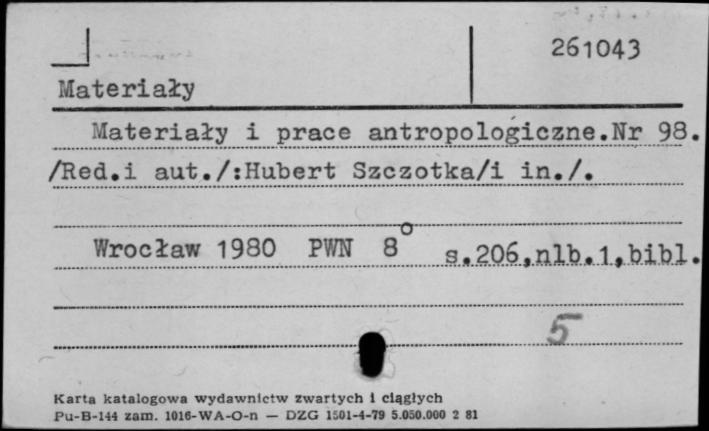 261043
Materiały
Materiały i prace antropologiczne.Nr 98.
/Red.i aut./:Hubert Szczotka/i in./.
Wrocław 1980 PWN 8° s.206,nlb.1,bibl.
5
Karta katalogowa wydawnictw zwartych i ciągłych
Pu-B-144 zam. 1016-WA-O-n — DZG 1501-4-79 5.050.000 2 81